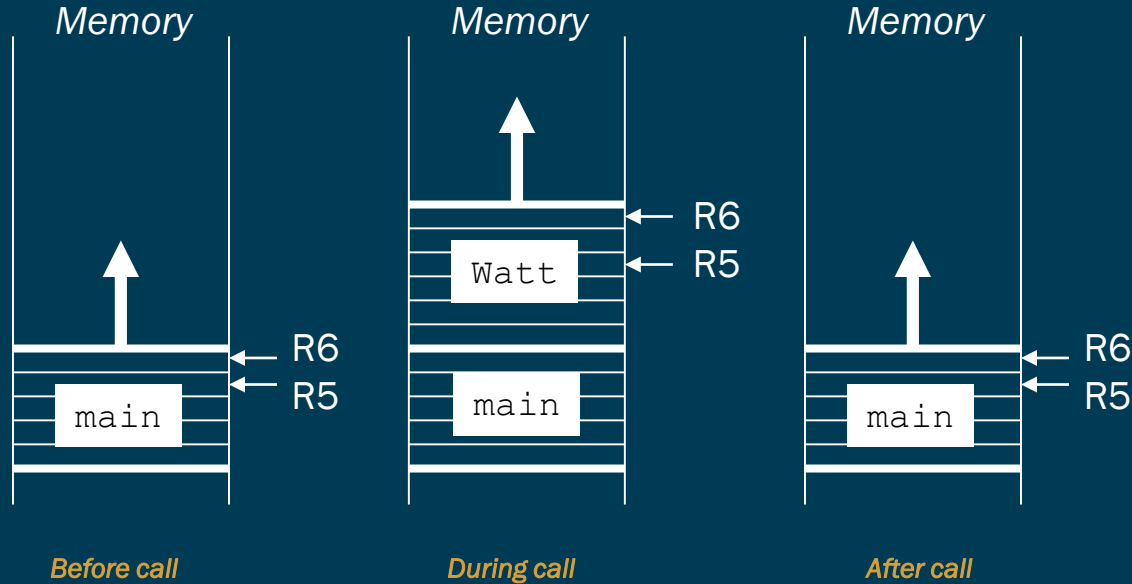 Memory
R6
R5
main
Before call
Memory
R6
R5
Watt
main
During call
Memory
R6
R5
main
After call